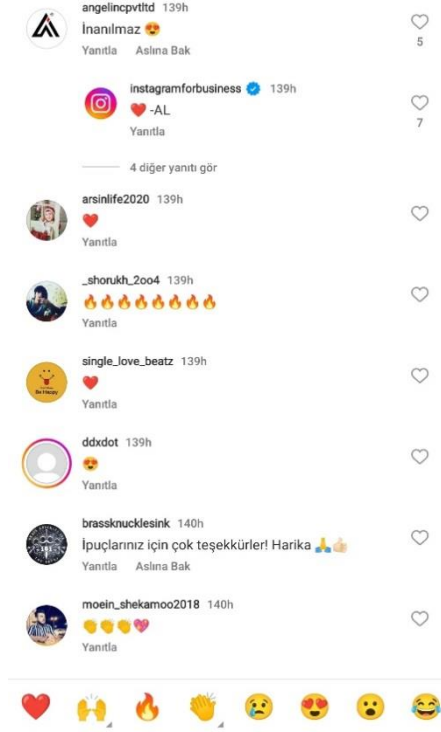 angelincpvtltd 139h
İnanılmaz 😍
5
Yanıtla Aslına Bak
instagramforbusiness 139h
❤️ -AL
7
Yanıtla
4 diğer yanıtı gör
arsinlife2020 139h
❤️
Yanıtla
_shorukh_2oo4 139h
🔥🔥🔥🔥🔥🔥🔥🔥
Yanıtla
single_love_beatz 139h
❤️
Yanıtla
ddxdot 139h
😍
Yanıtla
brassknucklesink 140h
İpuçlarınız için çok teşekkürler! Harika 🙏👍🏻
Yanıtla Aslına Bak
moein_shekamoo2018 140h
👏👏👏💖
Yanıtla
❤️ 🙌 🔥 👏 😢 😍 😮 😂